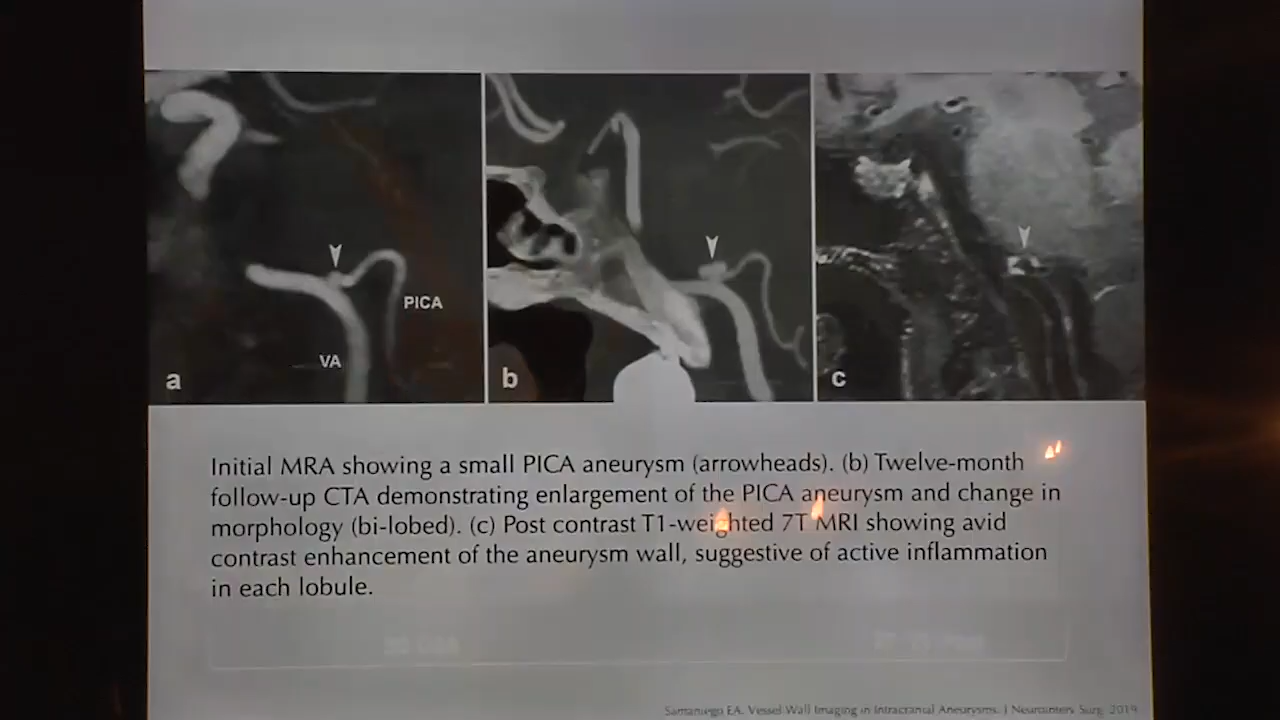 PICA
VA
a
b
c
Initial MRA showing a small PICA aneurysm (arrowheads). (b) Twelve-month
follow-up CTA demonstrating enlargement of the PICA aneurysm and change in
morphology (bi-lobed). (c) Post contrast T1-weighted 7T MRI showing avid
contrast enhancement of the aneurysm wall, suggestive of active inflammation
in each lobule.
Samaniego EA. Vessel Wall Imaging in Intracranial Aneurysms. J Neurointerv Surg. 2019